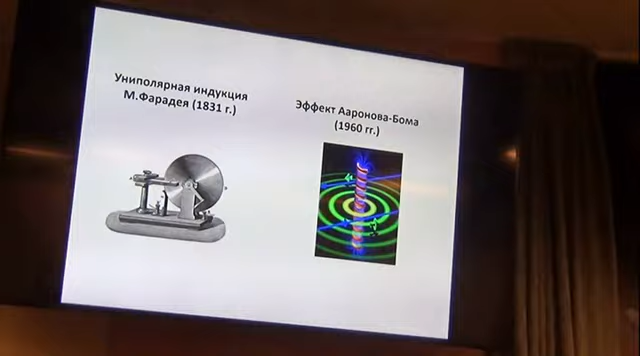 Униполярная индукция
М.Фарадея (1831 г.)
Эффект Ааронова-Бома
(1960 гг.)